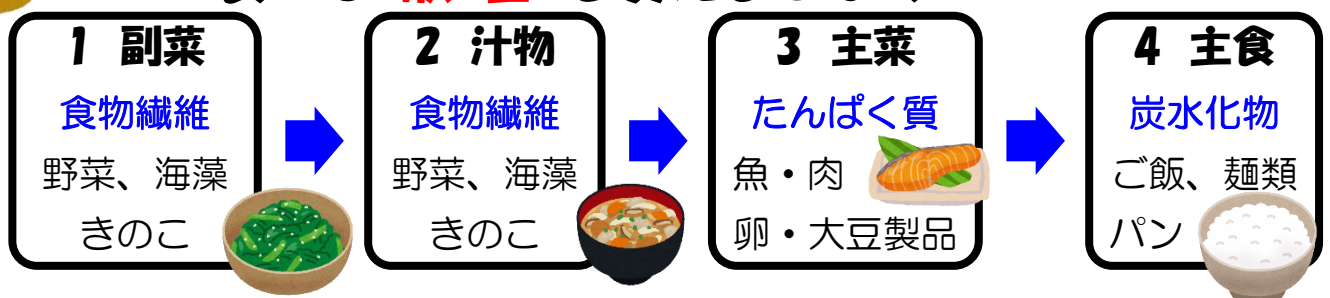 1 副菜
食物繊維
野菜、海藻
きのこ
2 汁物
食物繊維
野菜、海藻
きのこ
3 主菜
たんぱく質
魚・肉
卵・大豆製品
4 主食
炭水化物
ご飯、麺類
パン